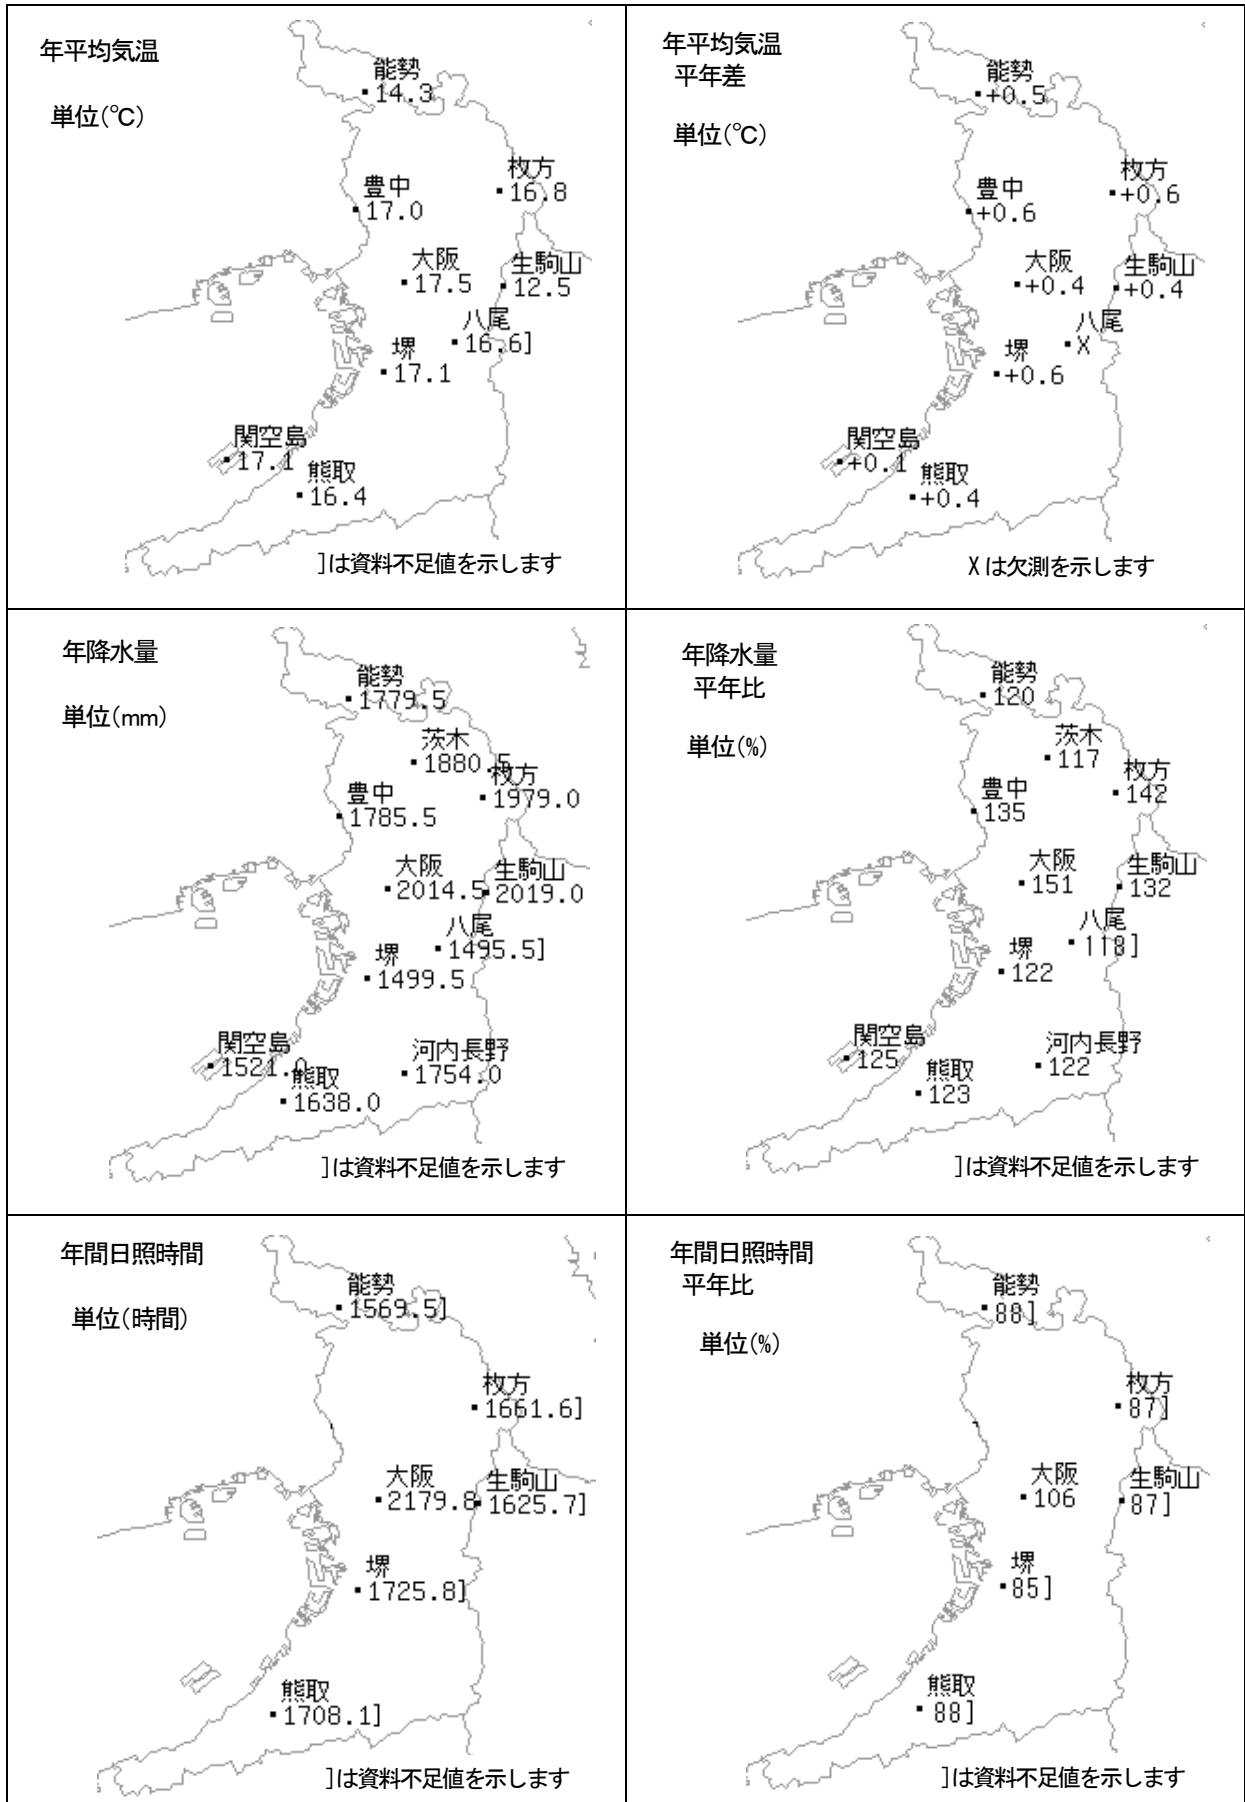 年平均気温
単位(℃)
能勢
14.3
枚方
16.8
豊中
17.0
大阪
17.5
生駒山
12.5
八尾
16.6]
堺
17.1
関空島
17.1
熊取
16.4
]は資料不足値を示します
年平均気温
平年差
単位(℃)
能勢
+0.5
枚方
+0.6
豊中
+0.6
大阪
+0.4
生駒山
+0.4
八尾
X
堺
+0.6
関空島
+0.1
熊取
+0.4
Xは欠測を示します
年降水量
単位(mm)
能勢
1779.5
茨木
1880.5
枚方
1979.0
豊中
1785.5
大阪
2014.5
生駒山
2019.0
八尾
1495.5]
堺
1499.5
関空島
1521.0
河内長野
1754.0
熊取
1638.0
]は資料不足値を示します
年降水量
平年比
単位(%)
能勢
120
茨木
117
枚方
142
豊中
135
大阪
151
生駒山
132
八尾
118]
堺
122
関空島
125
河内長野
122
熊取
123
]は資料不足値を示します
年間日照時間
単位(時間)
能勢
1569.5]
枚方
1661.6]
大阪
2179.8
生駒山
1625.7]
堺
1725.8]
熊取
1708.1]
]は資料不足値を示します
年間日照時間
平年比
単位(%)
能勢
88]
枚方
87]
大阪
106
生駒山
87]
堺
85]
熊取
88]
]は資料不足値を示します